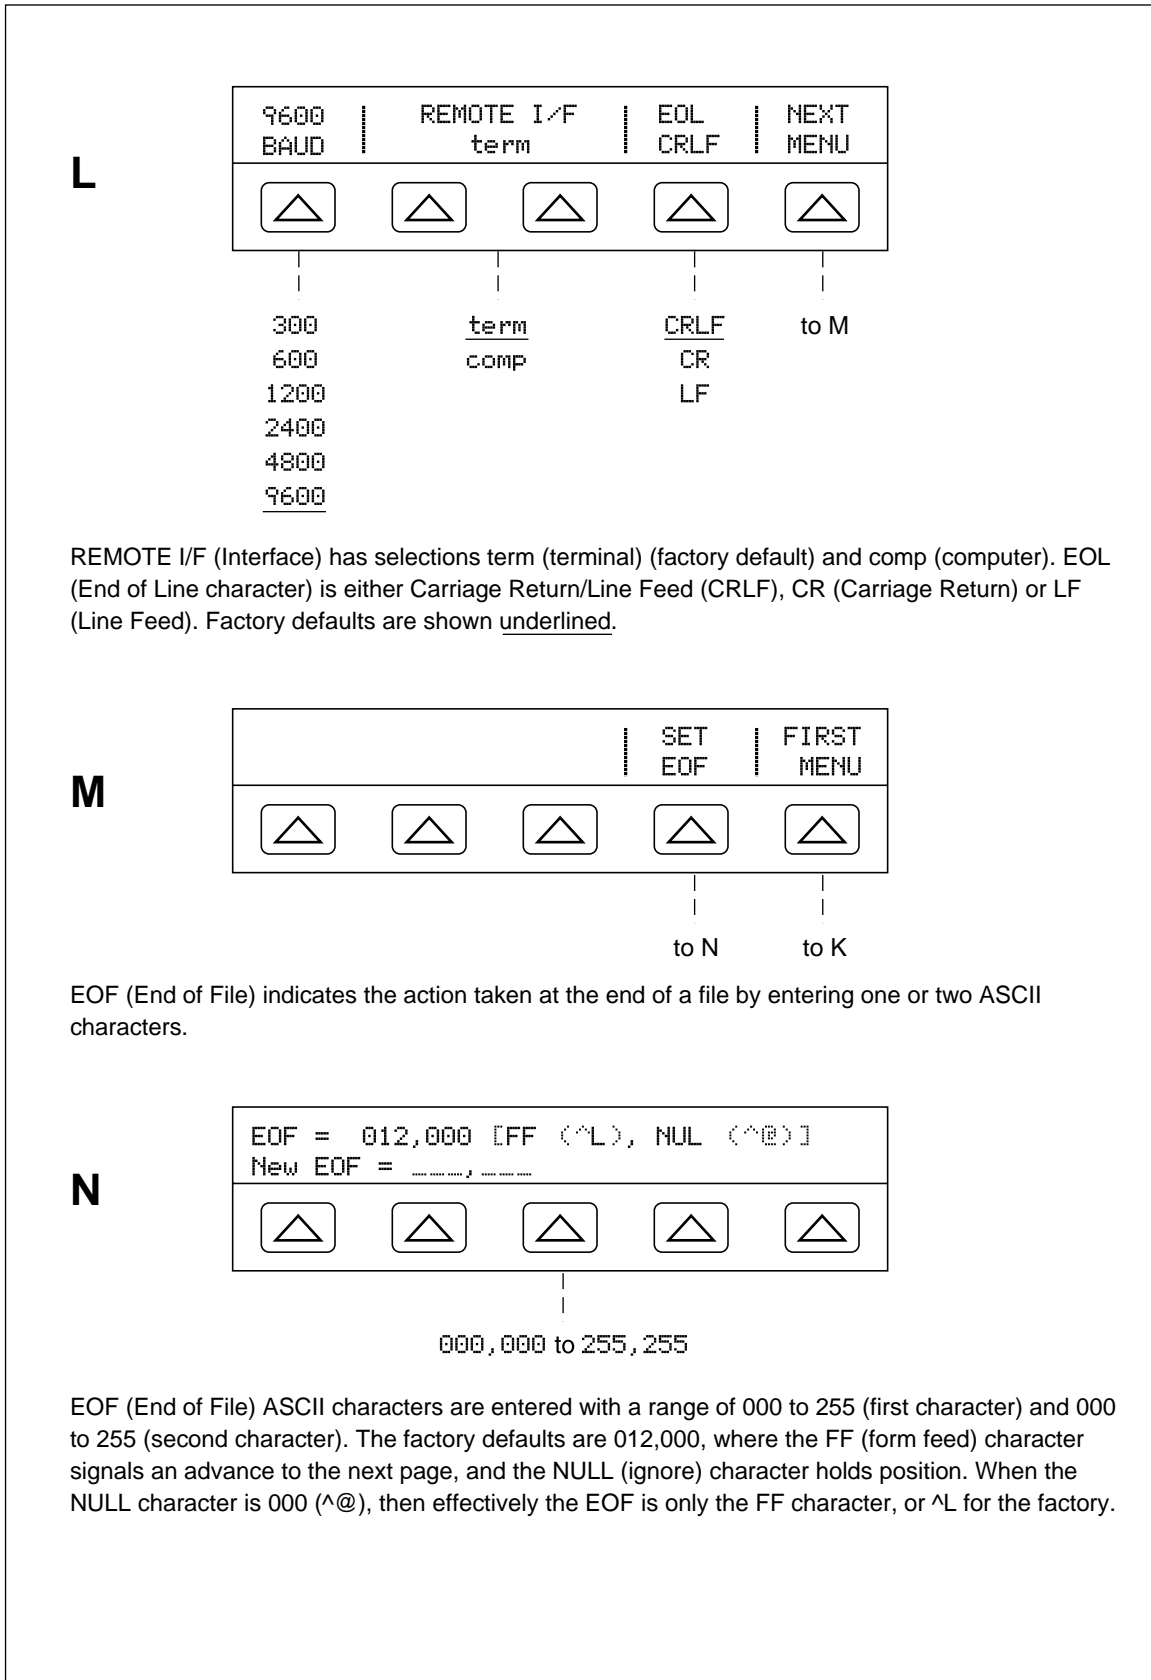 L
9600 REMOTE I/F EOL NEXT
BAUD term CRLF MENU
300 term CRLF to M
600 comp CR
1200 LF
2400
4800
9600
REMOTE I/F (Interface) has selections term (terminal) (factory default) and comp (computer). EOL
(End of Line character) is either Carriage Return/Line Feed (CRLF), CR (Carriage Return) or LF
(Line Feed). Factory defaults are shown underlined.
M
SET FIRST
EOF MENU
to N to K
EOF (End of File) indicates the action taken at the end of a file by entering one or two ASCII
characters.
N
EOF = 012,000 [FF (^L), NUL (^@)]
New EOF = ___,___
000,000 to 255,255
EOF (End of File) ASCII characters are entered with a range of 000 to 255 (first character) and 000
to 255 (second character). The factory defaults are 012,000, where the FF (form feed) character
signals an advance to the next page, and the NULL (ignore) character holds position. When the
NULL character is 000 (^@), then effectively the EOF is only the FF character, or ^L for the factory.